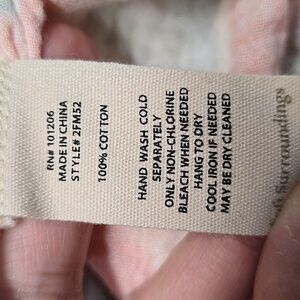 RN# 101206
MADE IN CHINA
STYLE# 2FM52
100% COTTON
HAND WASH COLD
SEPARATELY
ONLY NON-CHLORINE
BLEACH WHEN NEEDED
HANG TO DRY
COOL IRON IF NEEDED
MAY BE DRY CLEANED
Surroundings